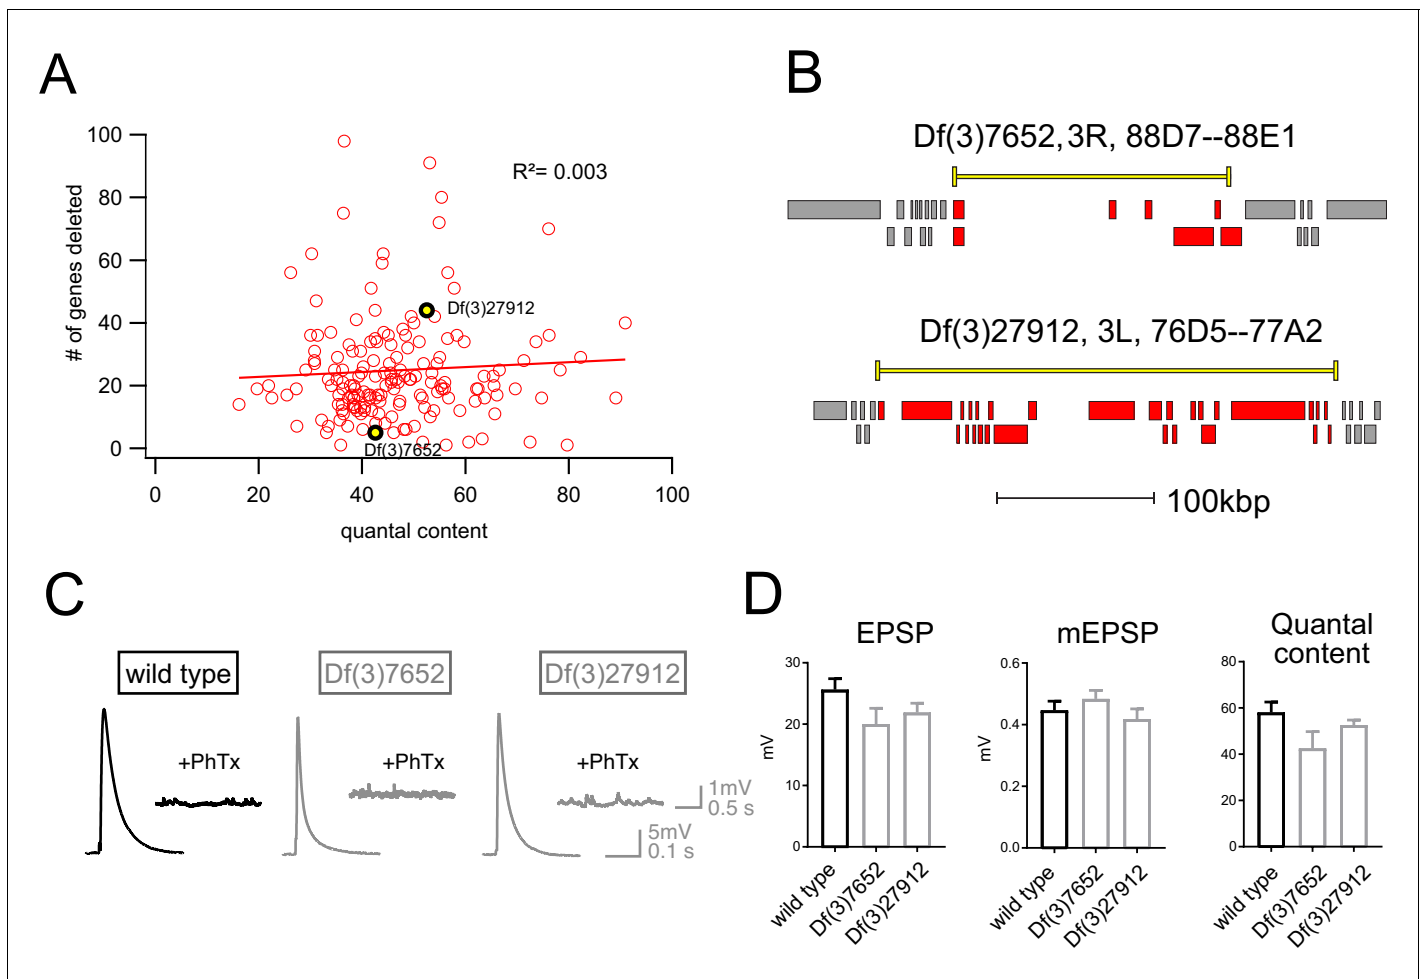 A
100
80
60
40
20
0
# of genes deleted
R²= 0.003
Df(3)27912
Df(3)7652
0 20 40 60 80 100
quantal content
B
Df(3)7652, 3R, 88D7--88E1
Df(3)27912, 3L, 76D5--77A2
100kbp
C
wild type
Df(3)7652
Df(3)27912
+PhTx
+PhTx
+PhTx
1mV
0.5 s
5mV
0.1 s
D
EPSP
30
20
10
0
mV
wild type
Df(3)7652
Df(3)27912
mEPSP
0.6
0.4
0.2
0.0
mV
wild type
Df(3)7652
Df(3)27912
Quantal
content
80
60
40
20
0
wild type
Df(3)7652
Df(3)27912